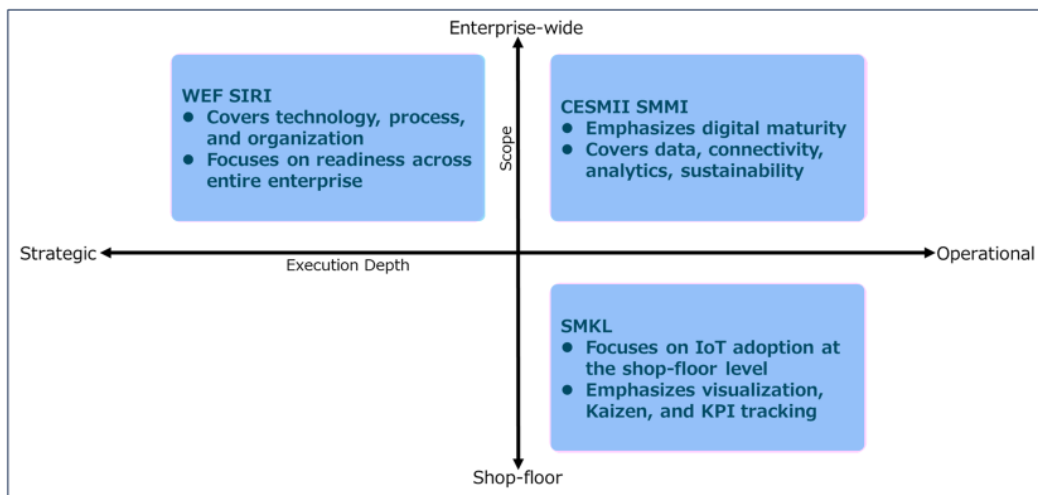 Enterprise-wide
WEF SIRI
● Covers technology, process,
and organization
● Focuses on readiness across
entire enterprise
Scope
CESMII SMMI
● Emphasizes digital maturity
● Covers data, connectivity,
analytics, sustainability
Strategic
Execution Depth
Operational
SMKL
● Focuses on IoT adoption at
the shop-floor level
● Emphasizes visualization,
Kaizen, and KPI tracking
Shop-floor